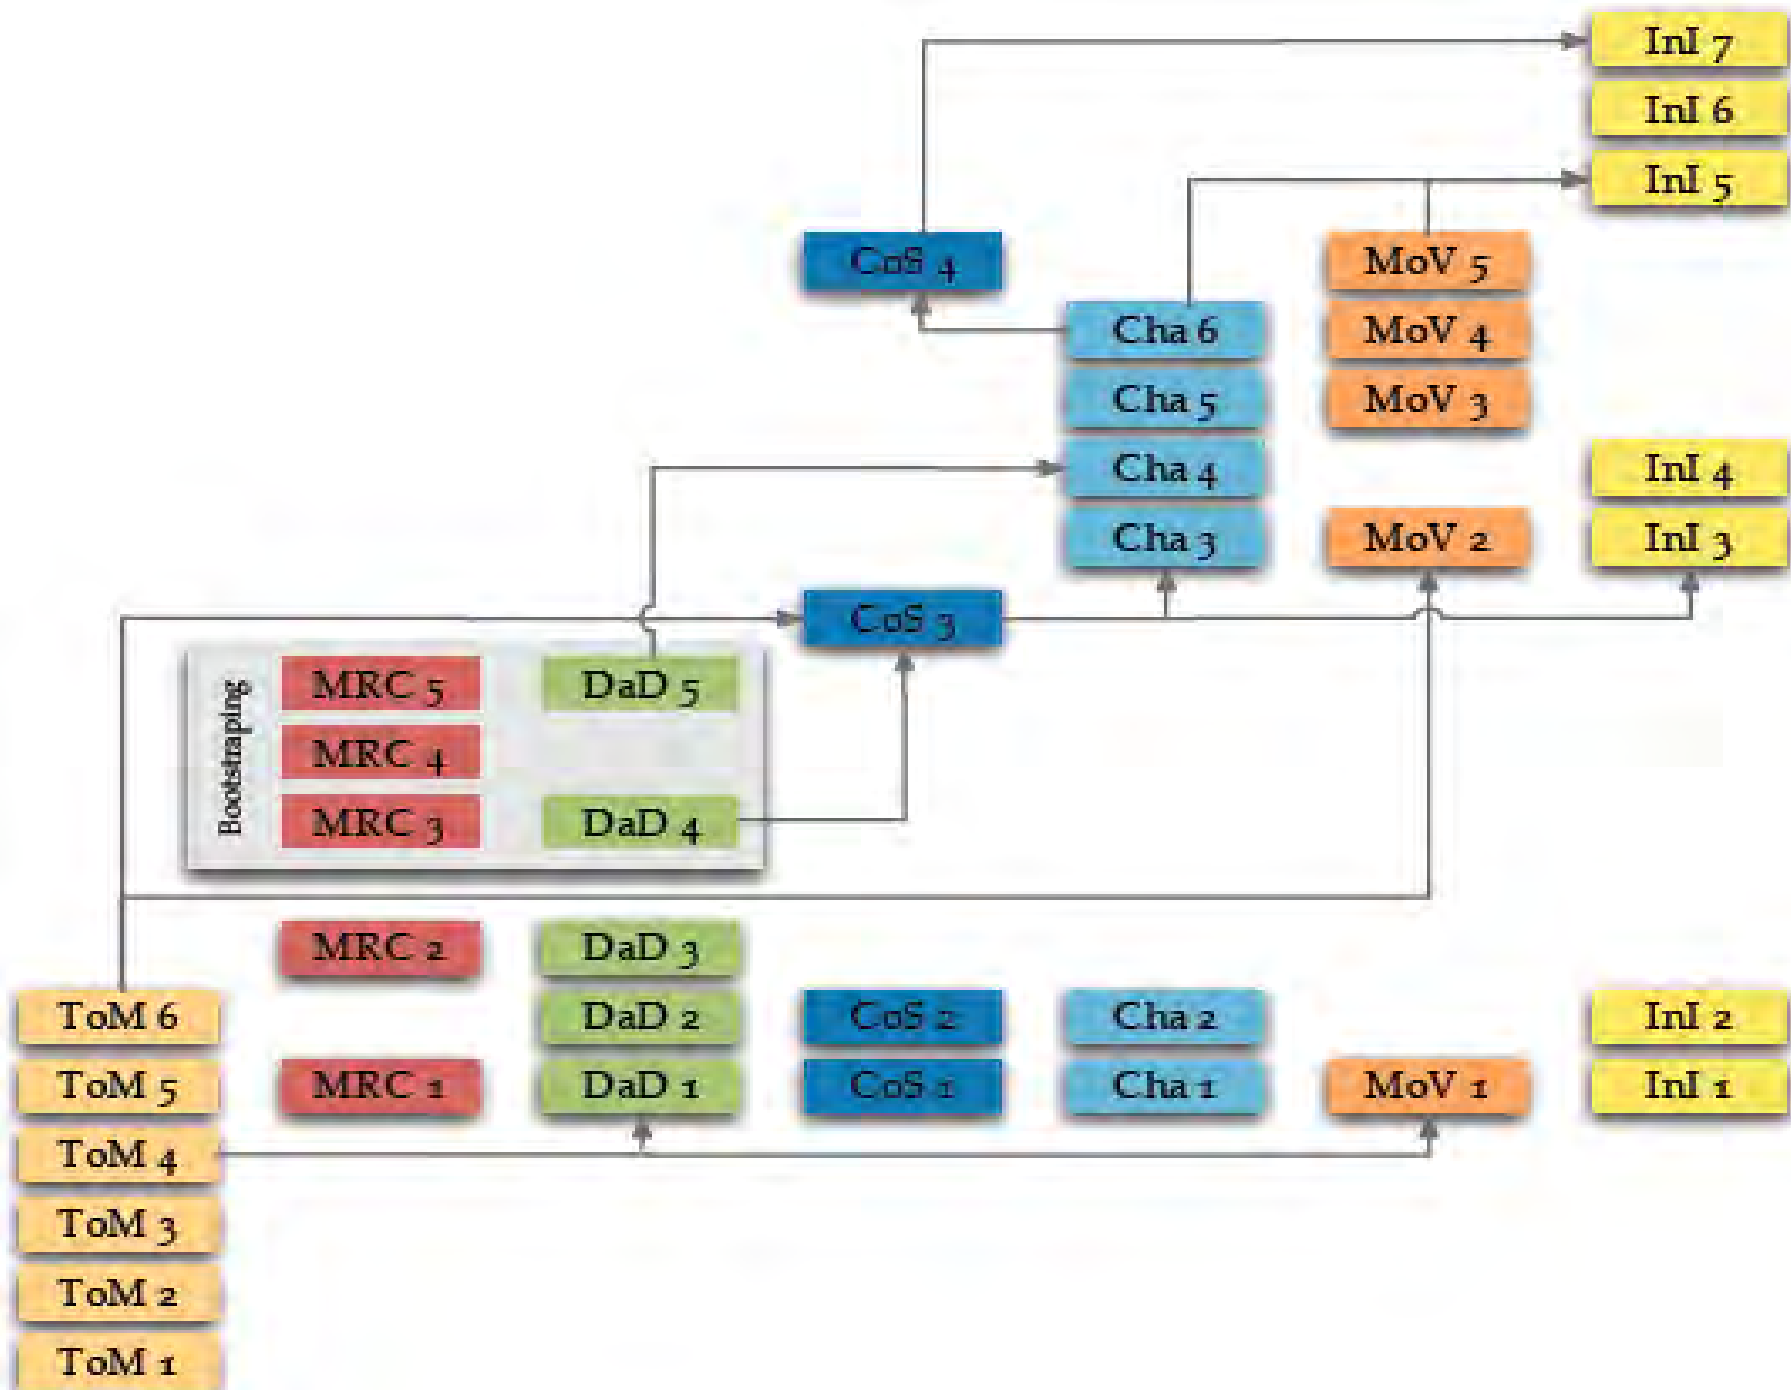 InI 7
InI 6
InI 5
CoS 4
MoV 5
Cha 6
MoV 4
Cha 5
MoV 3
Cha 4
InI 4
Cha 3
MoV 2
InI 3
CoS 3
Bootstraping
MRC 5
DaD 5
MRC 4
MRC 3
DaD 4
MRC 2
DaD 3
ToM 6
DaD 2
CoS 2
Cha 2
InI 2
ToM 5
MRC 1
DaD 1
CoS 1
Cha 1
MoV 1
InI 1
ToM 4
ToM 3
ToM 2
ToM 1